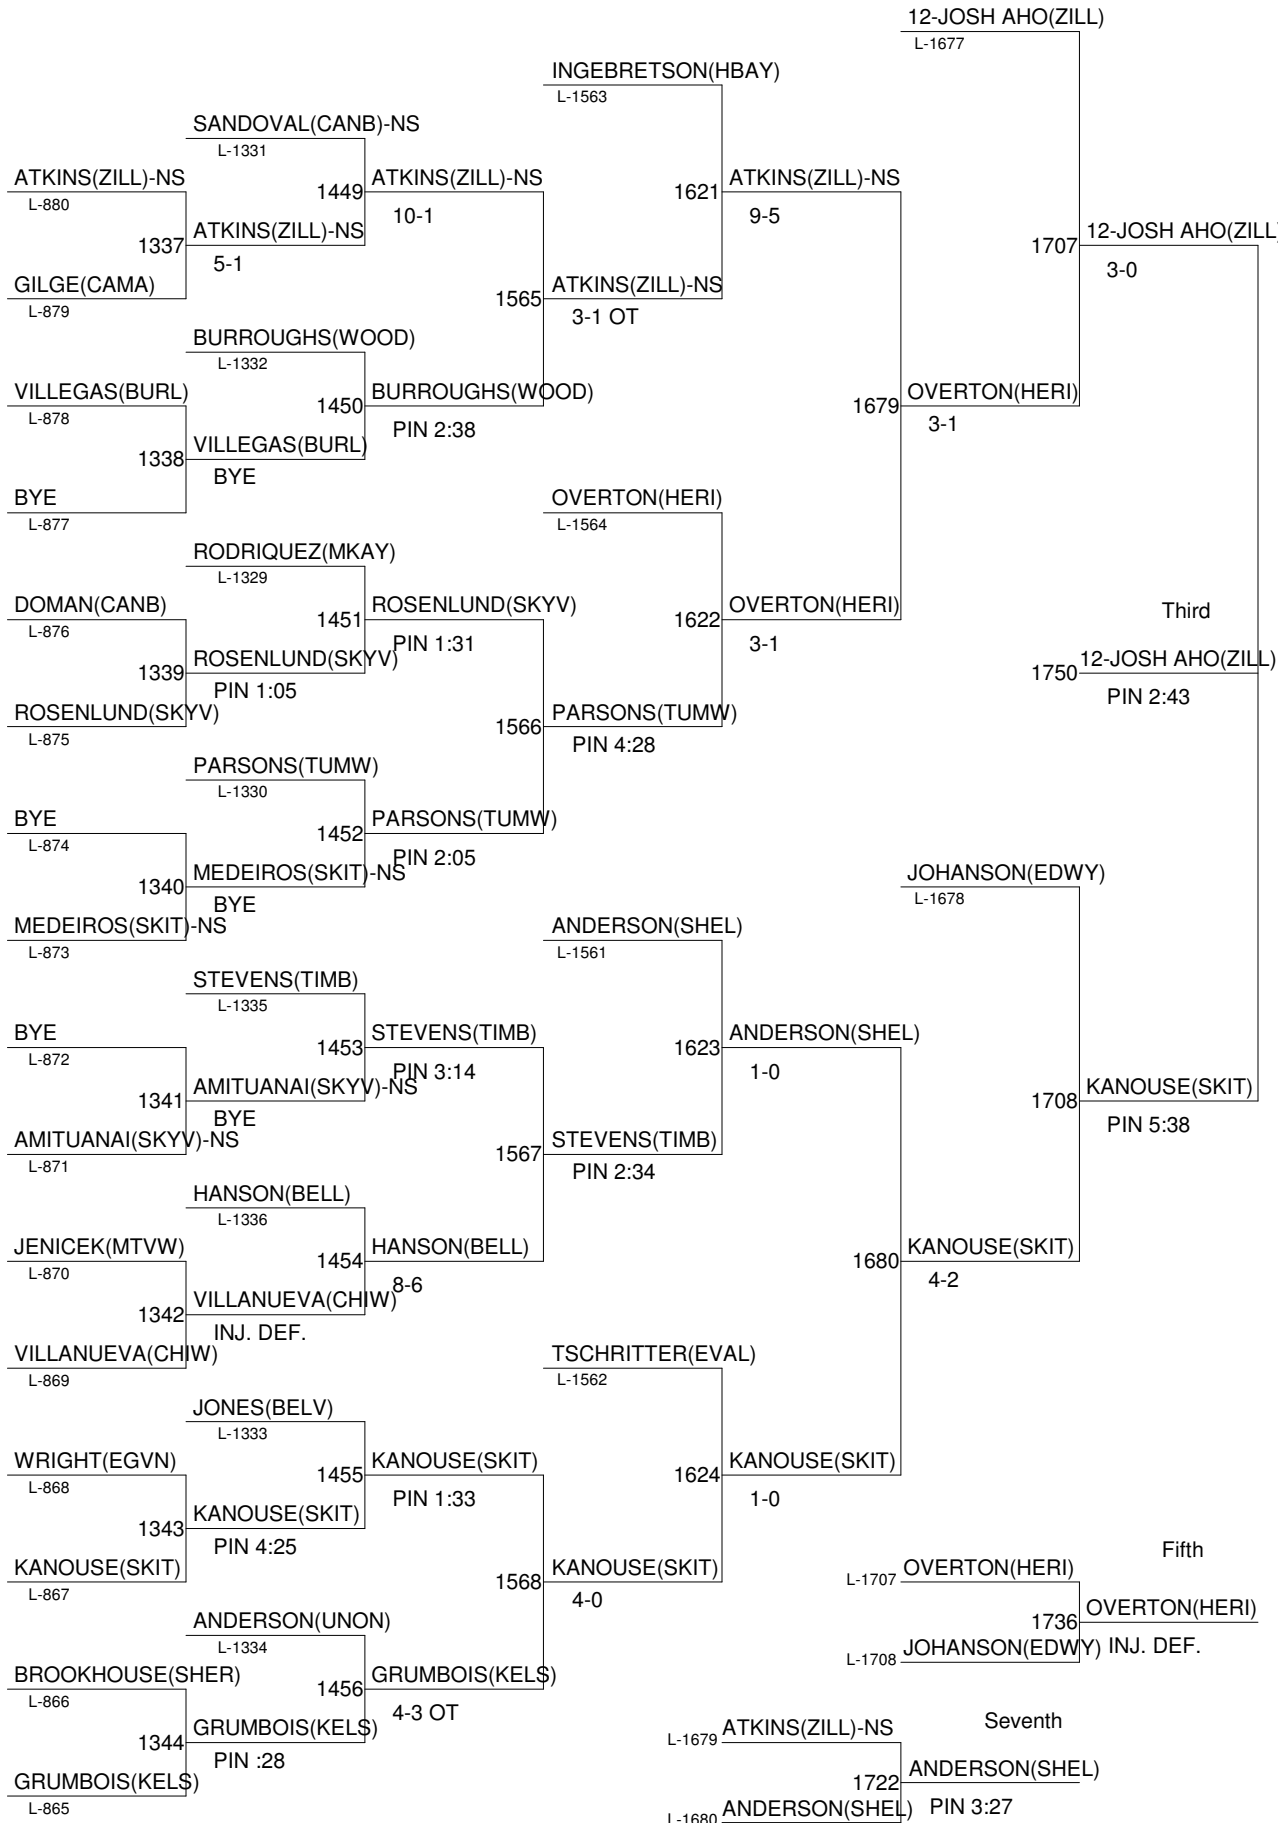 12-JOSH AHO(ZILL)
L-1677
INGEBRETSON(HBAY)
L-1563
SANDOVAL(CANB)-NS
L-1331
ATKINS(ZILL)-NS
L-880
1449
ATKINS(ZILL)-NS
10-1
1621
ATKINS(ZILL)-NS
9-5
1337
ATKINS(ZILL)-NS
5-1
1707
12-JOSH AHO(ZILL)
3-0
GILGE(CAMA)
L-879
1565
ATKINS(ZILL)-NS
3-1 OT
BURROUGHS(WOOD)
L-1332
VILLEGAS(BURL)
L-878
1450
BURROUGHS(WOOD)
PIN 2:38
1679
OVERTON(HERI)
3-1
1338
VILLEGAS(BURL)
BYE
BYE
L-877
OVERTON(HERI)
L-1564
RODRIQUEZ(MKAY)
L-1329
DOMAN(CANB)
L-876
1451
ROSENLUND(SKYV)
PIN 1:31
1622
OVERTON(HERI)
3-1
Third
1339
ROSENLUND(SKYV)
PIN 1:05
1750
12-JOSH AHO(ZILL)
PIN 2:43
ROSENLUND(SKYV)
L-875
1566
PARSONS(TUMW)
PIN 4:28
PARSONS(TUMW)
L-1330
BYE
L-874
1452
PARSONS(TUMW)
PIN 2:05
1340
MEDEIROS(SKIT)-NS
BYE
JOHANSON(EDWY)
L-1678
MEDEIROS(SKIT)-NS
L-873
ANDERSON(SHEL)
L-1561
STEVENS(TIMB)
L-1335
BYE
L-872
1453
STEVENS(TIMB)
PIN 3:14
1623
ANDERSON(SHEL)
1-0
1341
AMITUANAI(SKYV)-NS
BYE
1708
KANOUSE(SKIT)
PIN 5:38
AMITUANAI(SKYV)-NS
L-871
1567
STEVENS(TIMB)
PIN 2:34
HANSON(BELL)
L-1336
JENICEK(MTVW)
L-870
1454
HANSON(BELL)
8-6
1680
KANOUSE(SKIT)
4-2
1342
VILLANUEVA(CHIW)
INJ. DEF.
VILLANUEVA(CHIW)
L-869
TSCHRITTER(EVAL)
L-1562
JONES(BELV)
L-1333
WRIGHT(EGVN)
L-868
1455
KANOUSE(SKIT)
PIN 1:33
1624
KANOUSE(SKIT)
1-0
1343
KANOUSE(SKIT)
PIN 4:25
KANOUSE(SKIT)
L-867
1568
KANOUSE(SKIT)
4-0
Fifth
L-1707
OVERTON(HERI)
1736
OVERTON(HERI)
INJ. DEF.
L-1708
JOHANSON(EDWY)
ANDERSON(UNON)
L-1334
BROOKHOUSE(SHER)
L-866
1456
GRUMBOIS(KELS)
4-3 OT
1344
GRUMBOIS(KELS)
PIN :28
GRUMBOIS(KELS)
L-865
Seventh
L-1679
ATKINS(ZILL)-NS
1722
ANDERSON(SHEL)
PIN 3:27
L-1680
ANDERSON(SHEL)